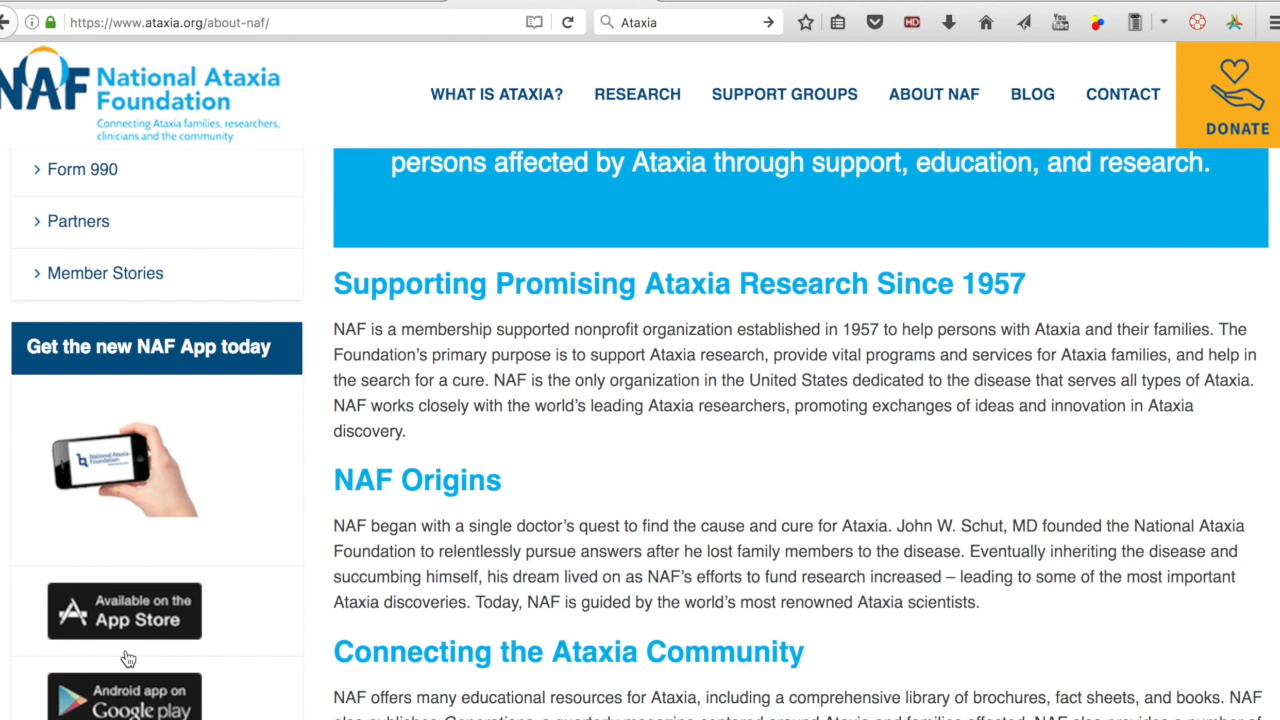 https://www.ataxia.org/about-naf/
Ataxia
HD
You
NAF National Ataxia
Foundation
Connecting Ataxia families, researchers,
clinicians and the community
WHAT IS ATAXIA? RESEARCH SUPPORT GROUPS ABOUT NAF BLOG CONTACT
DONATE
Form 990
Partners
Member Stories
Get the new NAF App today
National Ataxia
Foundation
Available on the
App Store
Android app on
Google play
persons affected by Ataxia through support, education, and research.
Supporting Promising Ataxia Research Since 1957
NAF is a membership supported nonprofit organization established in 1957 to help persons with Ataxia and their families. The
Foundation’s primary purpose is to support Ataxia research, provide vital programs and services for Ataxia families, and help in
the search for a cure. NAF is the only organization in the United States dedicated to the disease that serves all types of Ataxia.
NAF works closely with the world’s leading Ataxia researchers, promoting exchanges of ideas and innovation in Ataxia
discovery.
NAF Origins
NAF began with a single doctor’s quest to find the cause and cure for Ataxia. John W. Schut, MD founded the National Ataxia
Foundation to relentlessly pursue answers after he lost family members to the disease. Eventually inheriting the disease and
succumbing himself, his dream lived on as NAF’s efforts to fund research increased – leading to some of the most important
Ataxia discoveries. Today, NAF is guided by the world’s most renowned Ataxia scientists.
Connecting the Ataxia Community
NAF offers many educational resources for Ataxia, including a comprehensive library of brochures, fact sheets, and books. NAF